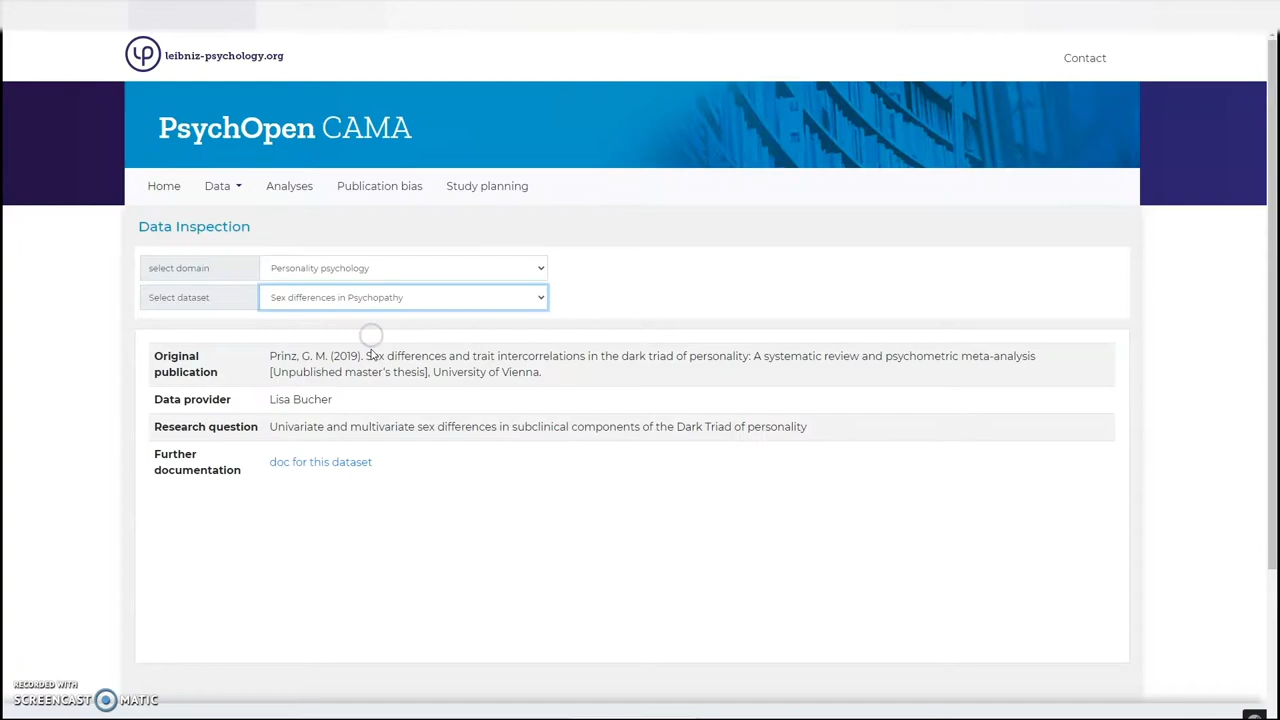 leibniz-psychology.org
Contact
PsychOpen CAMA
Home Data Analyses Publication bias Study planning
Data Inspection
select domain Personality psychology
Select dataset Sex differences in Psychopathy
Original publication Prinz, G. M. (2019). Sex differences and trait intercorrelations in the dark triad of personality: A systematic review and psychometric meta-analysis
[Unpublished master's thesis], University of Vienna.
Data provider Lisa Bucher
Research question Univariate and multivariate sex differences in subclinical components of the Dark Triad of personality
Further documentation doc for this dataset
RECORDED WITH
SCREENCAST MATIC